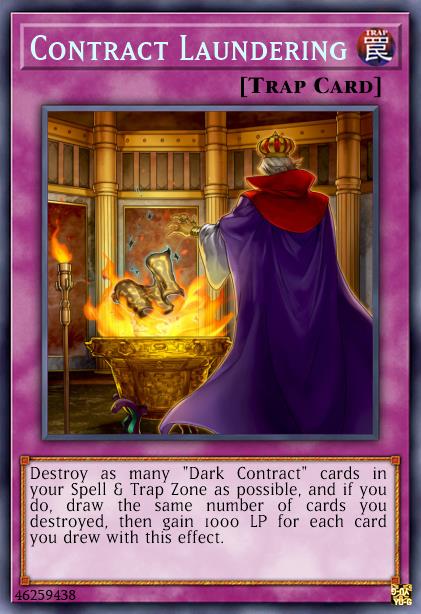 CONTRACT LAUNDERING
TRAP
罠
[TRAP CARD]
Destroy as many "Dark Contract" cards in
your Spell & Trap Zone as possible, and if you
do, draw the same number of cards you
destroyed, then gain 1000 LP for each card
you drew with this effect.
46259438